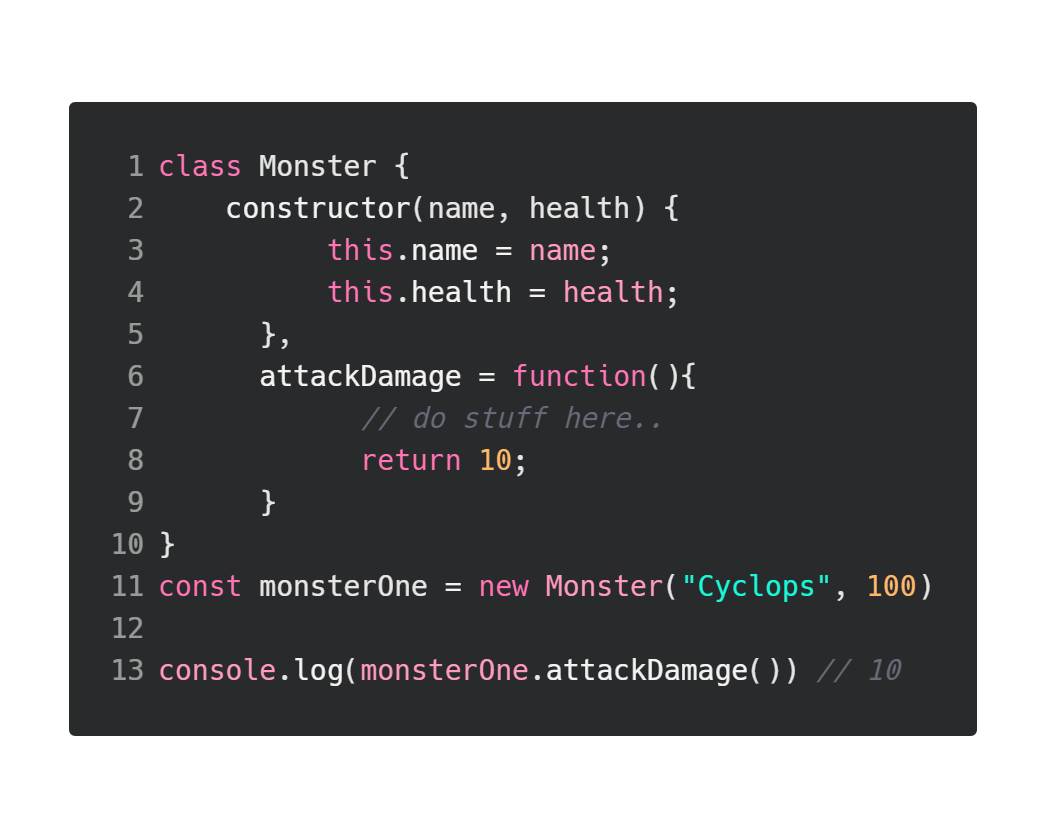 1 class Monster {
2     constructor(name, health) {
3           this.name = name;
4           this.health = health;
5       },
6       attackDamage = function(){
7             // do stuff here..
8             return 10;
9       }
10 }
11 const monsterOne = new Monster("Cyclops", 100)
12
13 console.log(monsterOne.attackDamage()) // 10